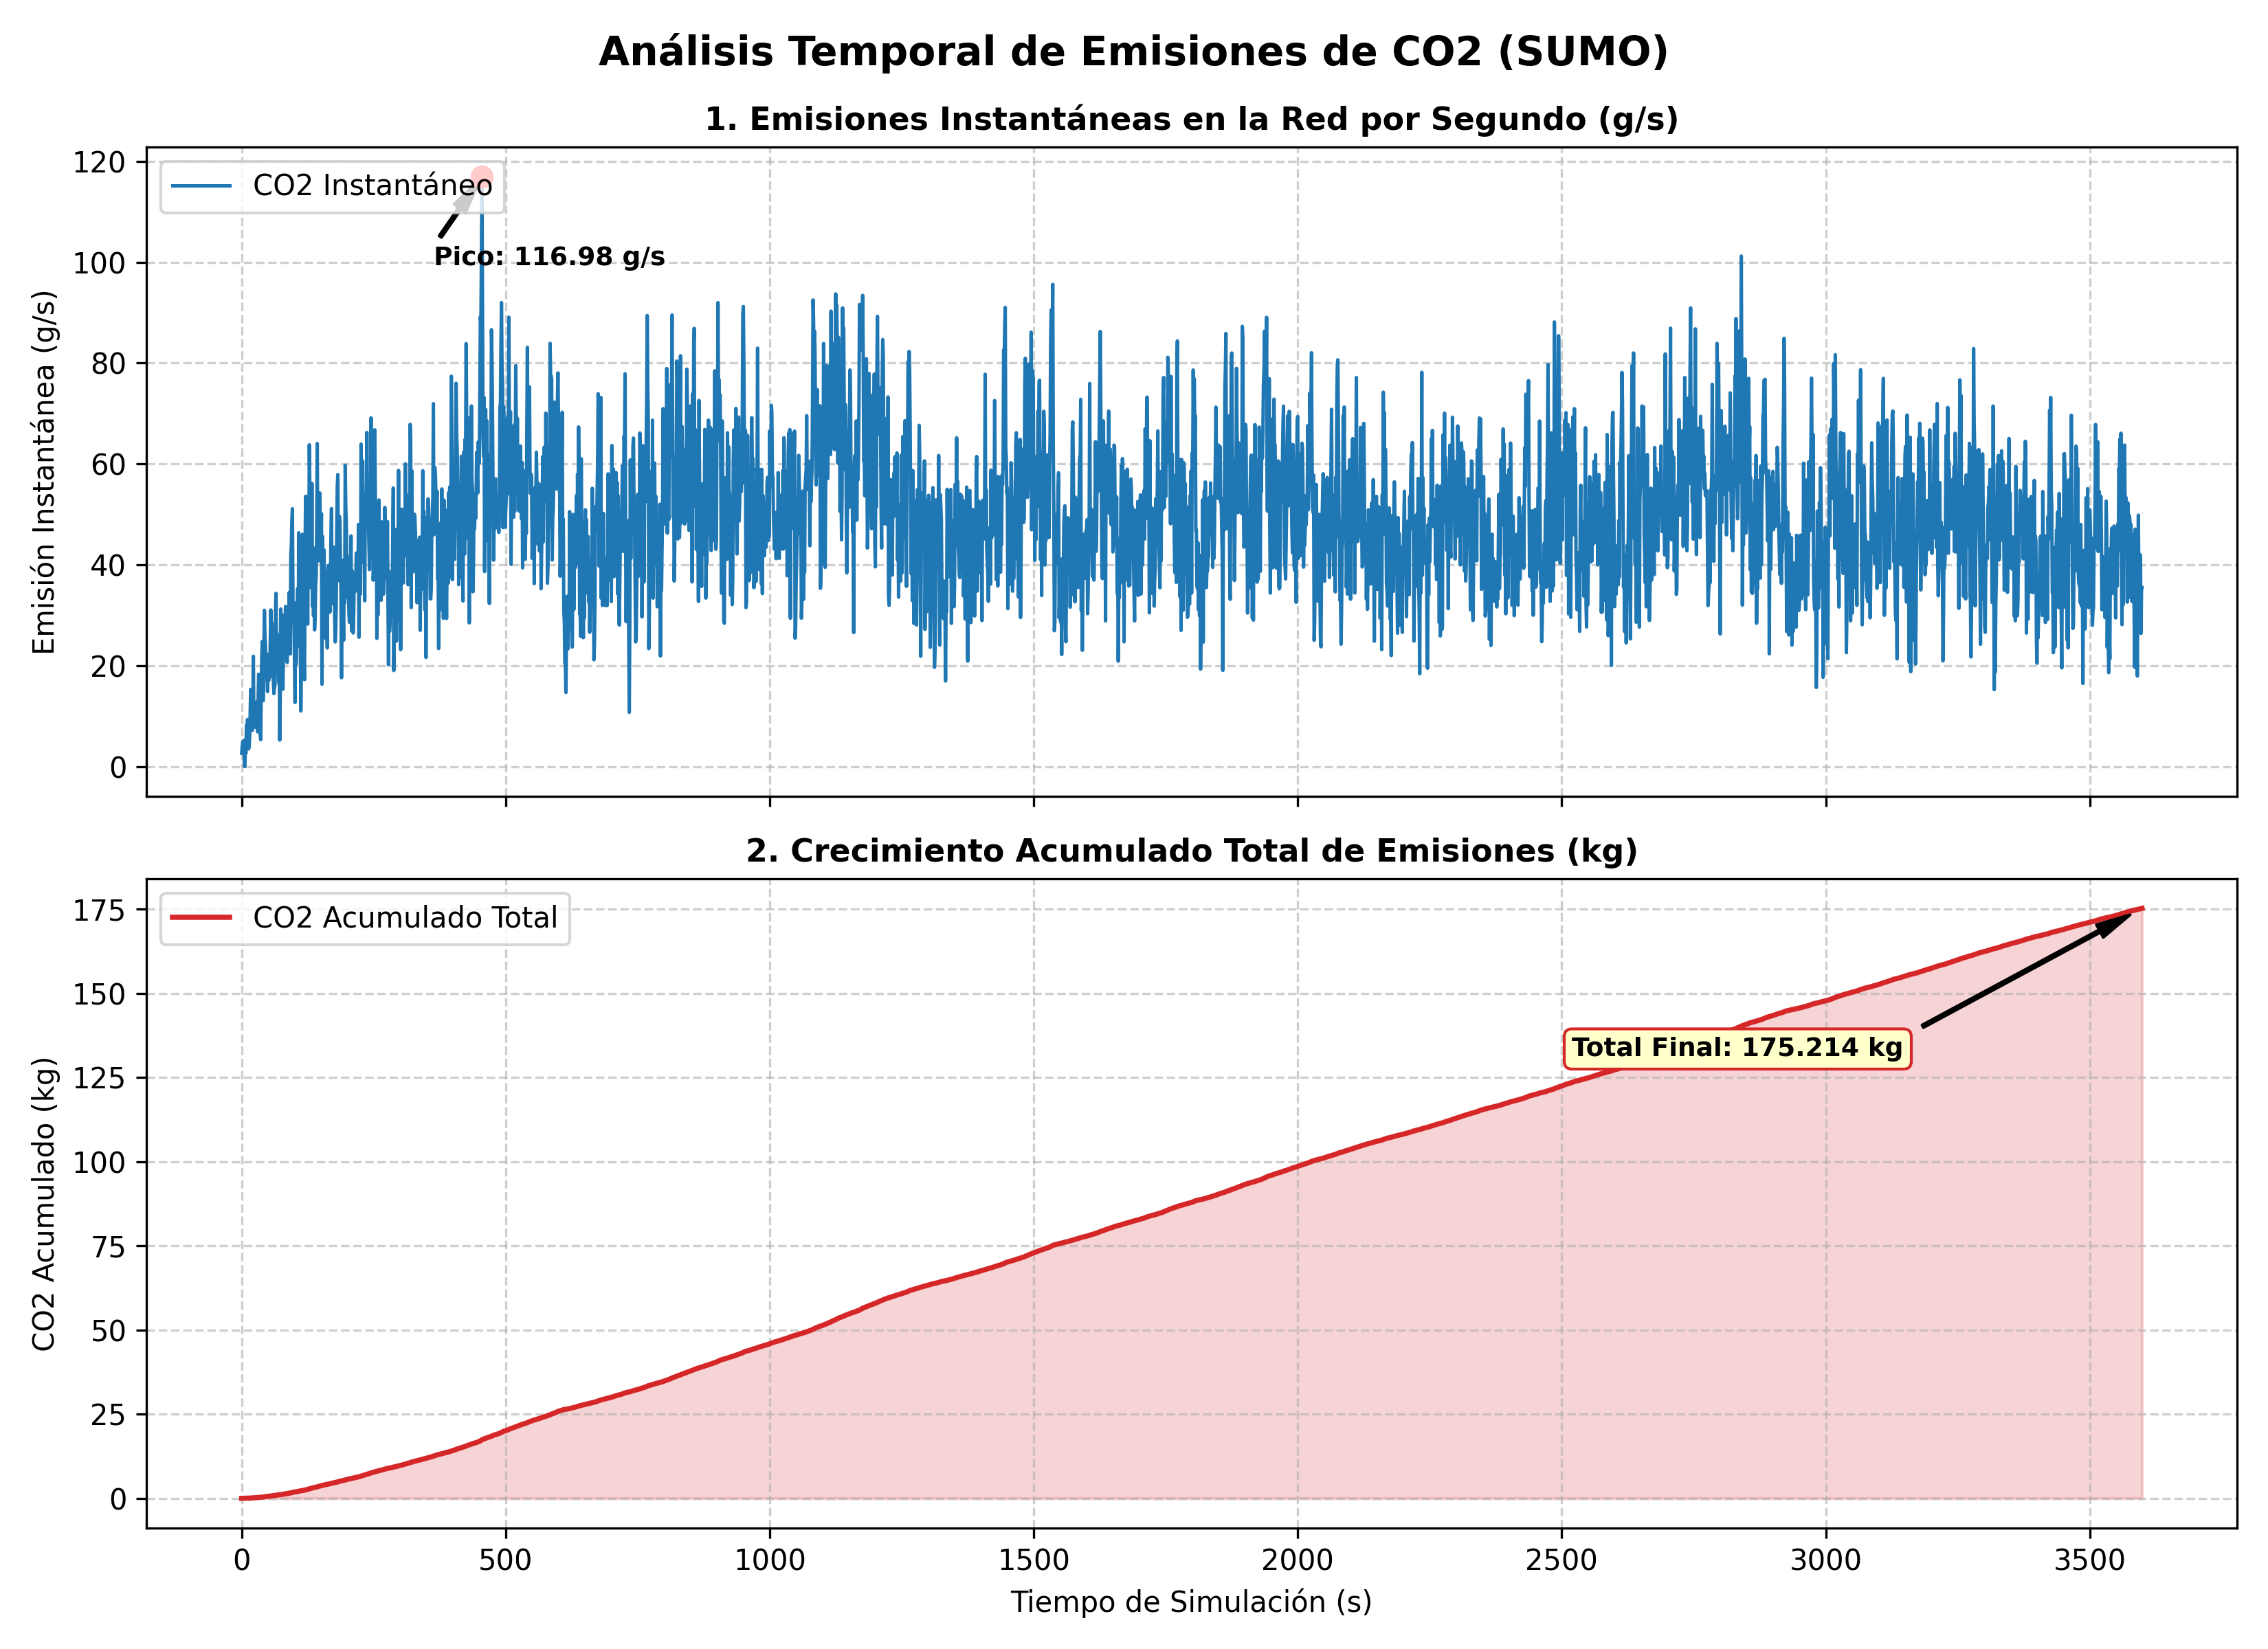 Análisis Temporal de Emisiones de CO2 (SUMO)
1. Emisiones Instantáneas en la Red por Segundo (g/s)
120
100
80
60
40
20
0
Emisión Instantánea (g/s)
CO2 Instantáneo
Pico: 116.98 g/s
2. Crecimiento Acumulado Total de Emisiones (kg)
175
150
125
100
75
50
25
0
CO2 Acumulado (kg)
CO2 Acumulado Total
Total Final: 175.214 kg
0 500 1000 1500 2000 2500 3000 3500
Tiempo de Simulación (s)